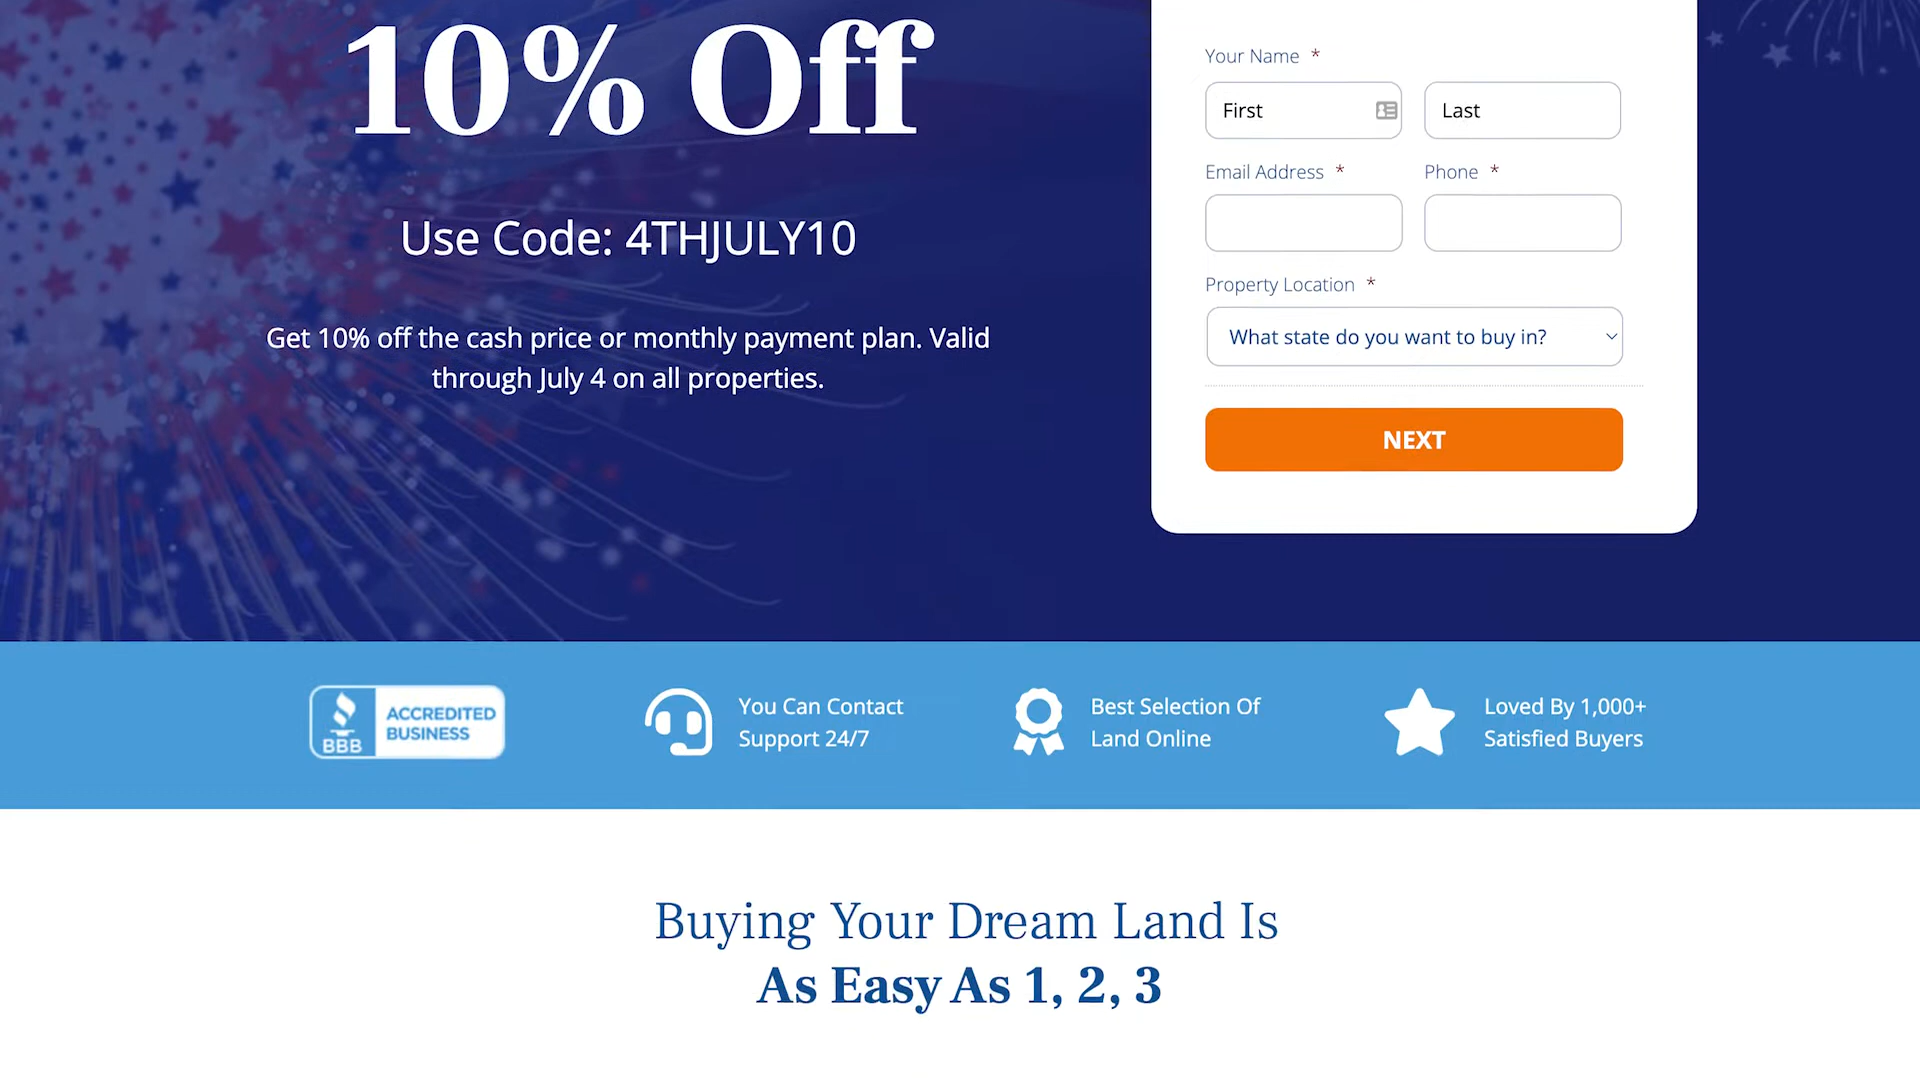 10% Off
Use Code: 4THJULY10
Get 10% off the cash price or monthly payment plan. Valid
through July 4 on all properties.
Your Name *
First
Last
Email Address *
Phone *
Property Location *
What state do you want to buy in?
NEXT
BBB
ACCREDITED
BUSINESS
You Can Contact
Support 24/7
Best Selection Of
Land Online
Loved By 1,000+
Satisfied Buyers
Buying Your Dream Land Is
As Easy As 1, 2, 3